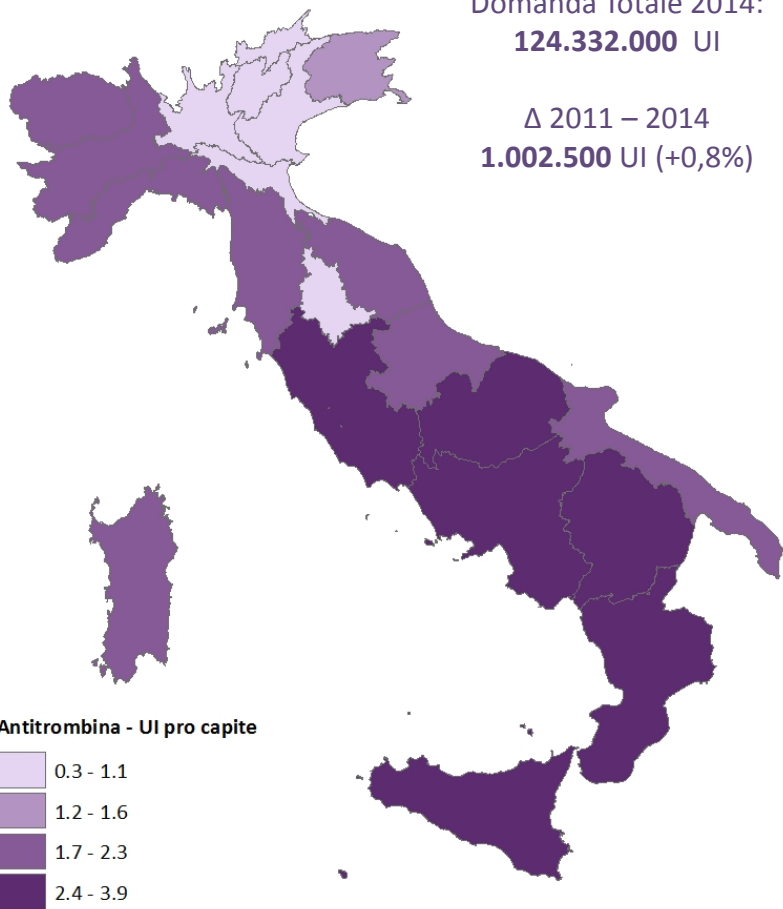 Domanda Totale 2014:
124.332.000 UI
Δ 2011 – 2014
1.002.500 UI (+0,8%)
Antitrombina - UI pro capite
0.3 - 1.1
1.2 - 1.6
1.7 - 2.3
2.4 - 3.9